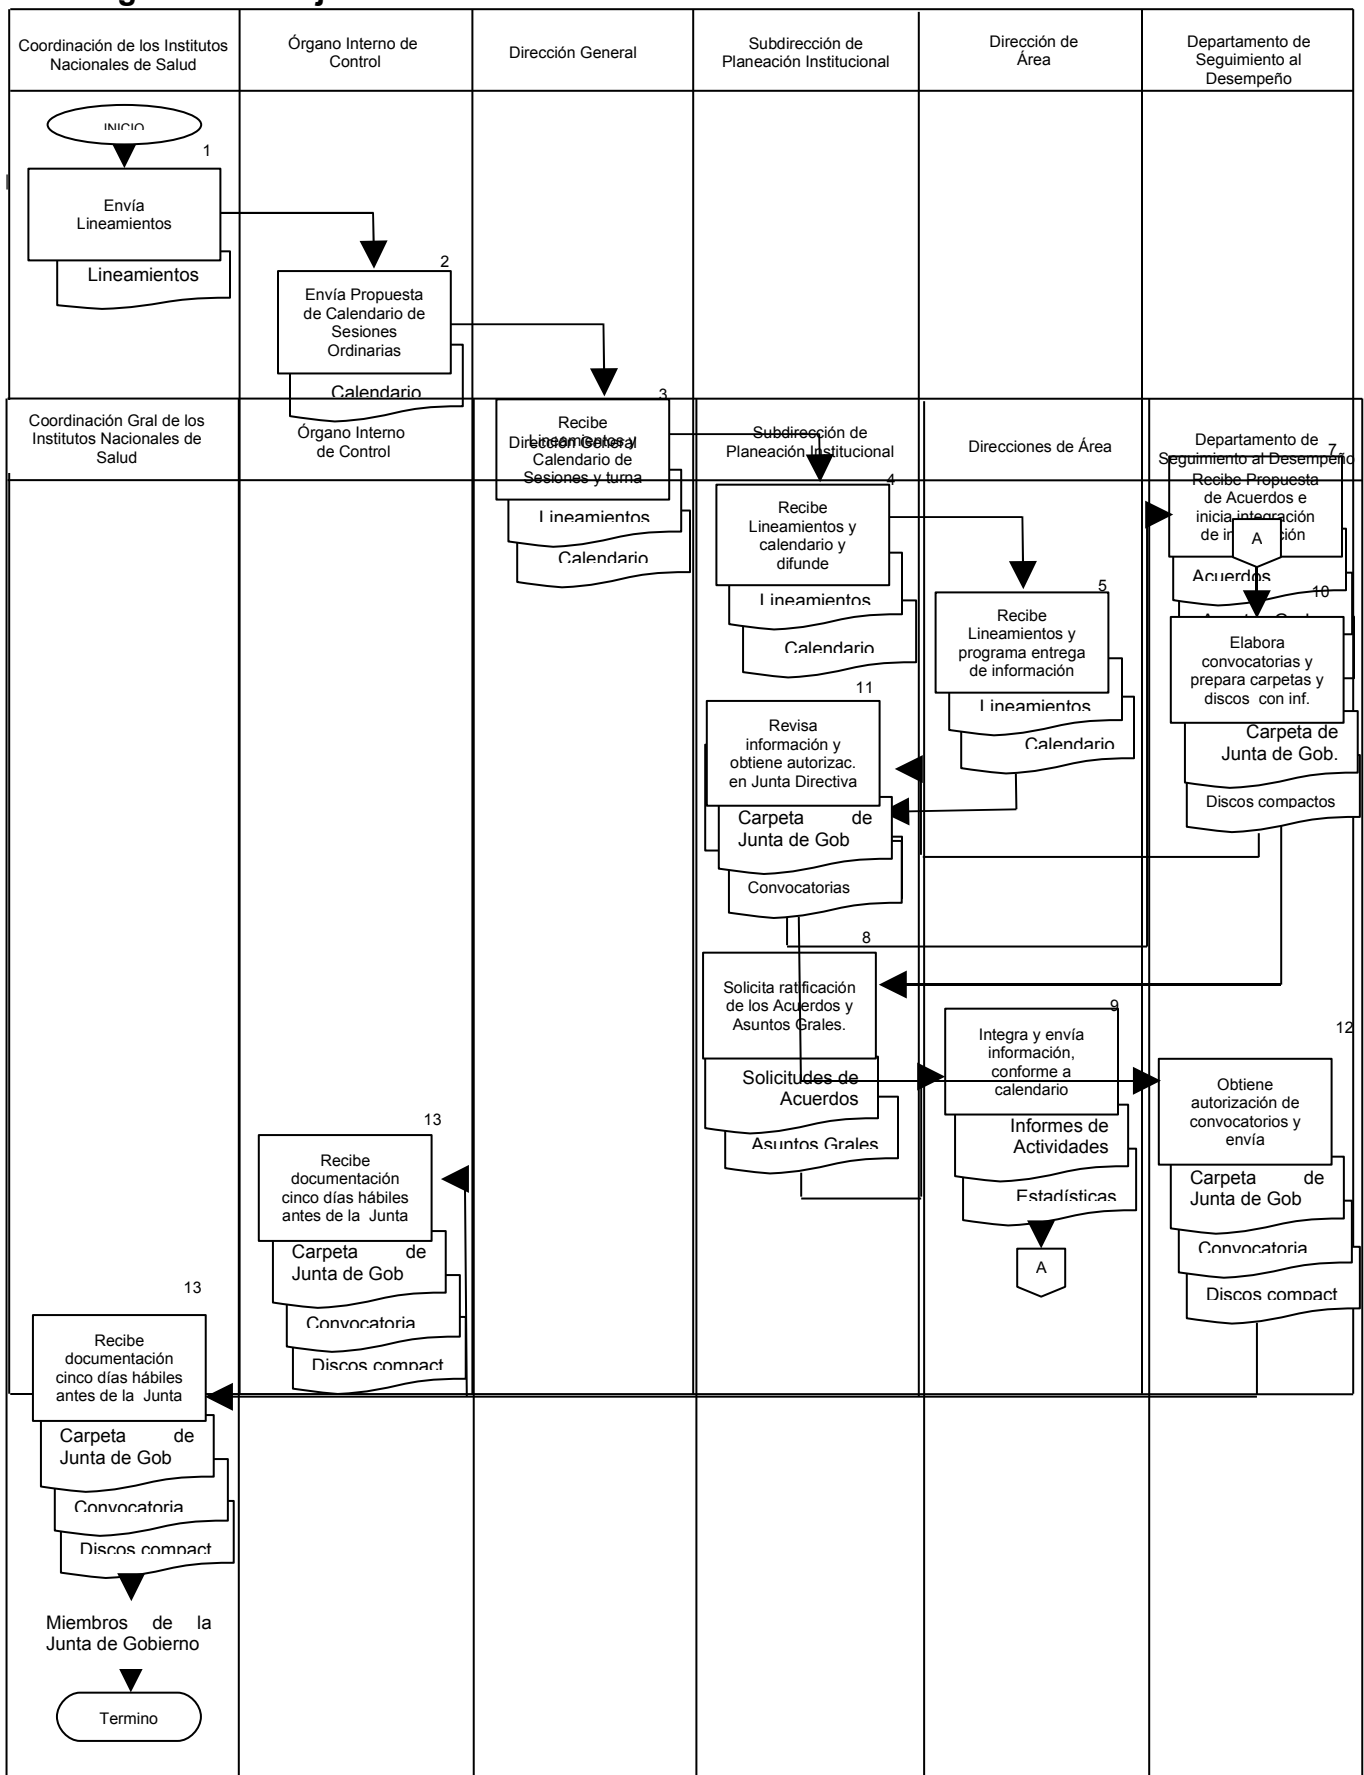 Coordinación de los Institutos
Nacionales de Salud
Órgano Interno de
Control
Dirección General
Subdirección de
Planeación Institucional
Dirección de
Área
Departamento de
Seguimiento al
Desempeño
INICIO
1
Envía
Lineamientos
Lineamientos
2
Envía Propuesta
de Calendario de
Sesiones
Ordinarias
Calendario
3
Recibe
Lineamientos y
Calendario de
Sesiones y turna
Lineamientos
Calendario
Coordinación Gral de los
Institutos Nacionales de
Salud
Órgano Interno
de Control
Dirección General
Subdirección de
Planeación Institucional
Direcciones de Área
Departamento de
Seguimiento al Desempeño
4
Recibe
Lineamientos y
calendario y
difunde
Lineamientos
Calendario
5
Recibe
Lineamientos y
programa entrega
de información
Lineamientos
Calendario
7
Recibe Propuesta
de Acuerdos e
inicia integración
de
A
Acuerdos
10
Elabora
convocatorias y
prepara carpetas y
discos con inf.
Carpeta de
Junta de Gob.
Discos compactos
11
Revisa
información y
obtiene autorizac.
en Junta Directiva
Carpeta de
Junta de Gob
Convocatorias
8
Solicita ratificación
de los Acuerdos y
Asuntos Grales.
Solicitudes de
Acuerdos
Asuntos Grales
9
Integra y envía
información,
conforme a
calendario
Informes de
Actividades
Estadísticas
A
12
Obtiene
autorización de
convocatorios y
envía
Carpeta de
Junta de Gob
Convocatoria
Discos compact
13
Recibe
documentación
cinco días hábiles
antes de la Junta
Carpeta de
Junta de Gob
Convocatoria
Discos compact
13
Recibe
documentación
cinco días hábiles
antes de la Junta
Carpeta de
Junta de Gob
Convocatoria
Discos compact
Miembros de la
Junta de Gobierno
Termino